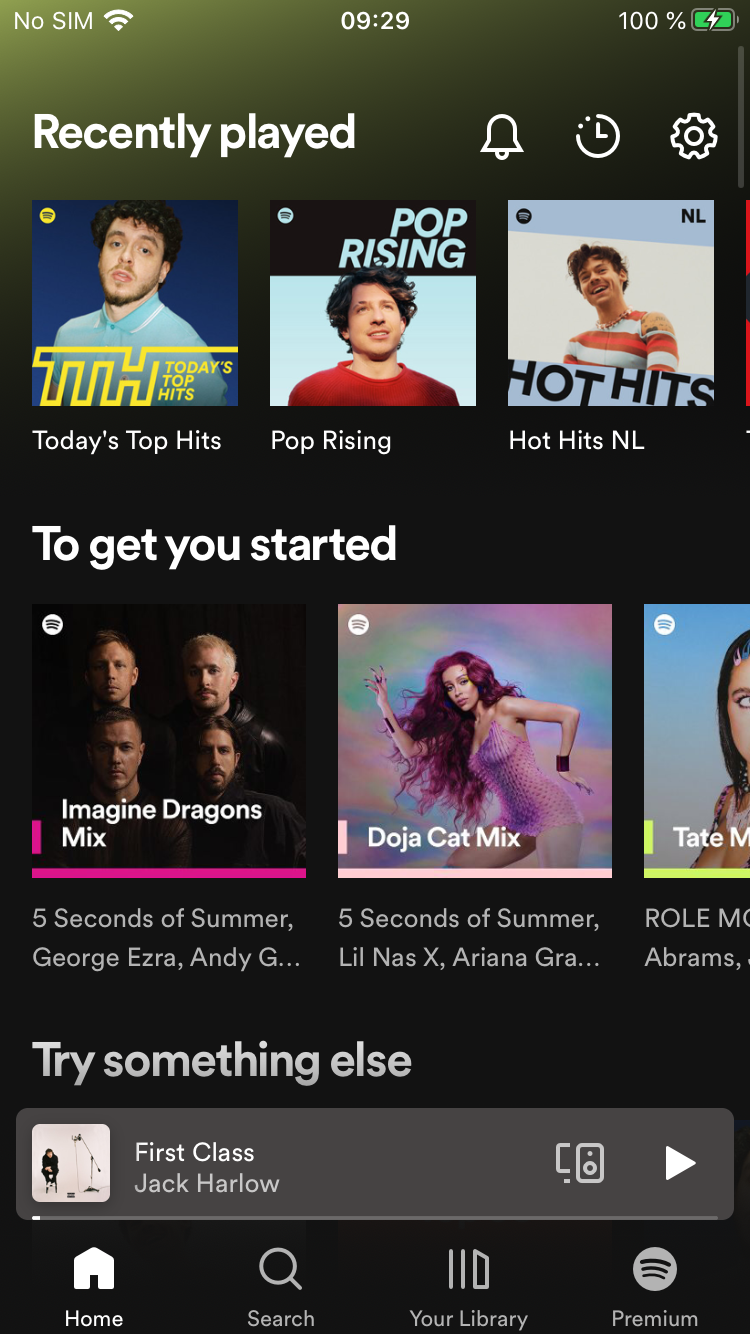 No SIM 09:29 100 %
Recently played
POP
RISING
NL
TTH TODAY'S
TOP
HITS
HOT HITS
Today's Top Hits Pop Rising Hot Hits NL
To get you started
Imagine Dragons
Mix
Doja Cat Mix
Tate
5 Seconds of Summer, 5 Seconds of Summer, ROLE
George Ezra, Andy G... Lil Nas X, Ariana Gra... Abrams,
Try something else
First Class
Jack Harlow
Home Search Your Library Premium